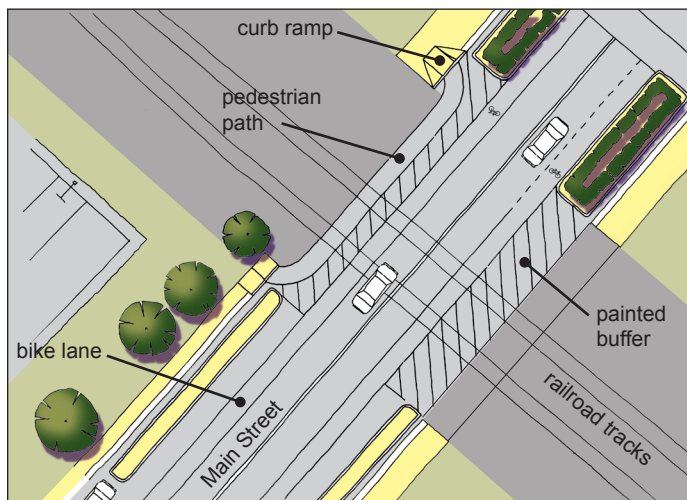 curb ramp
pedestrian
path
bike lane
Main Street
painted
buffer
railroad tracks